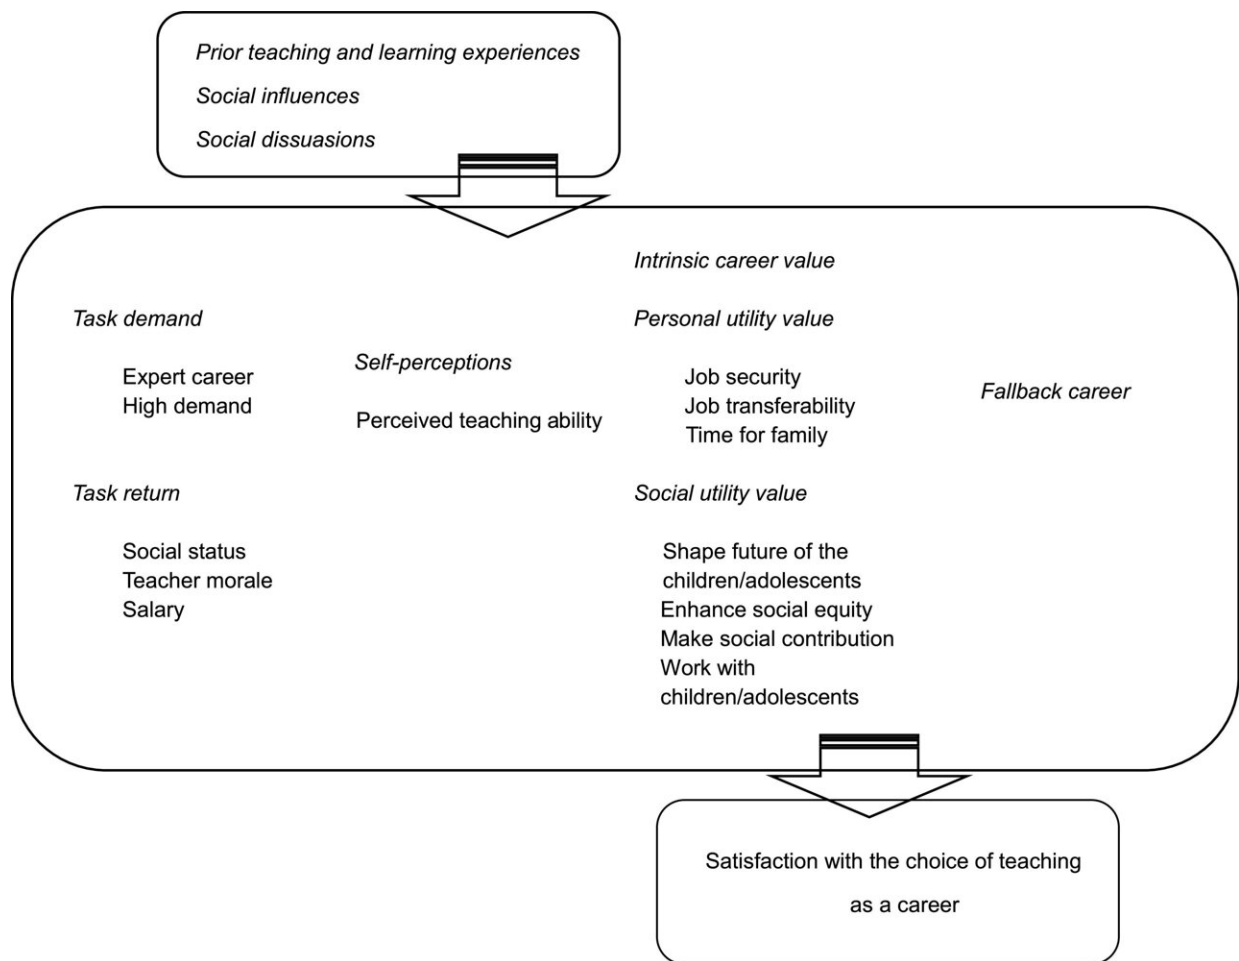 Prior teaching and learning experiences
Social influences
Social dissuasions
Task demand
Expert career
High demand
Task return
Social status
Teacher morale
Salary
Self-perceptions
Perceived teaching ability
Intrinsic career value
Personal utility value
Job security
Job transferability
Time for family
Social utility value
Shape future of the
children/adolescents
Enhance social equity
Make social contribution
Work with
children/adolescents
Fallback career
Satisfaction with the choice of teaching
as a career